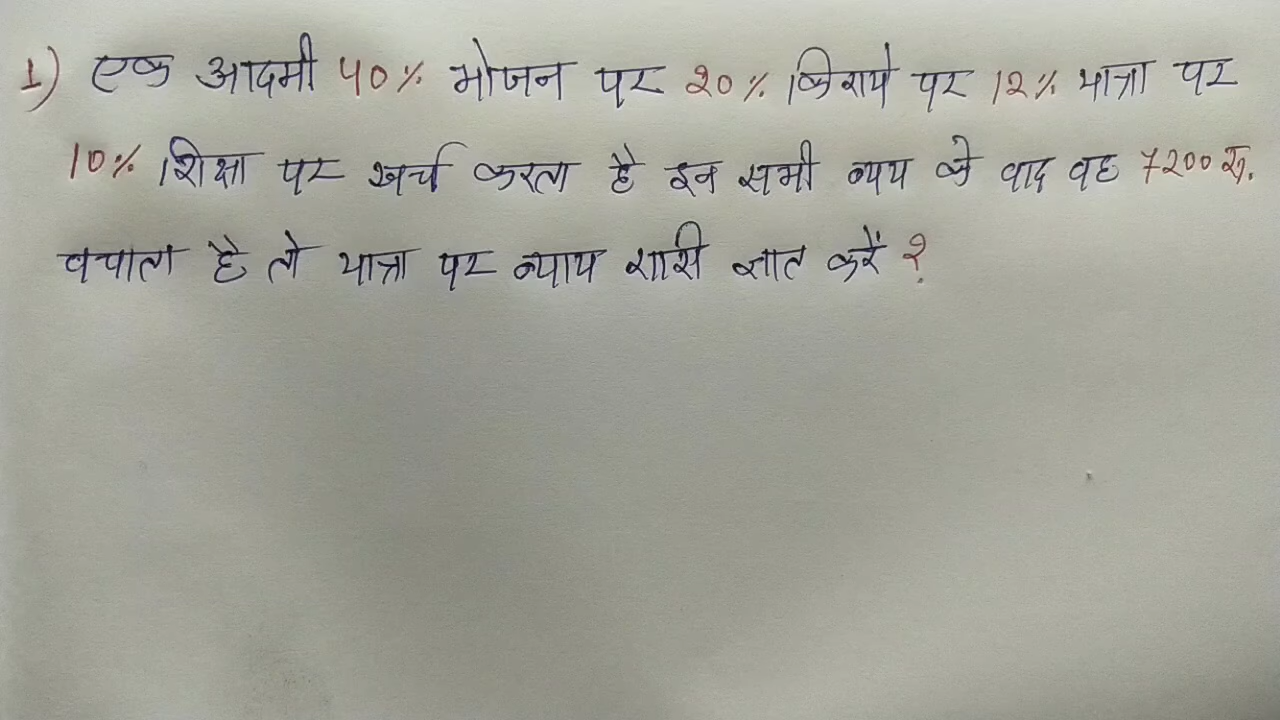 1) एक आदमी 40% भोजन पर 20% किराये पर 12% यात्रा पर
10% शिक्षा पर खर्च करता है इन सभी व्यय के बाद वह 7200 रु.
बचाता है तो यात्रा पर व्याय राशि ज्ञात करें ?